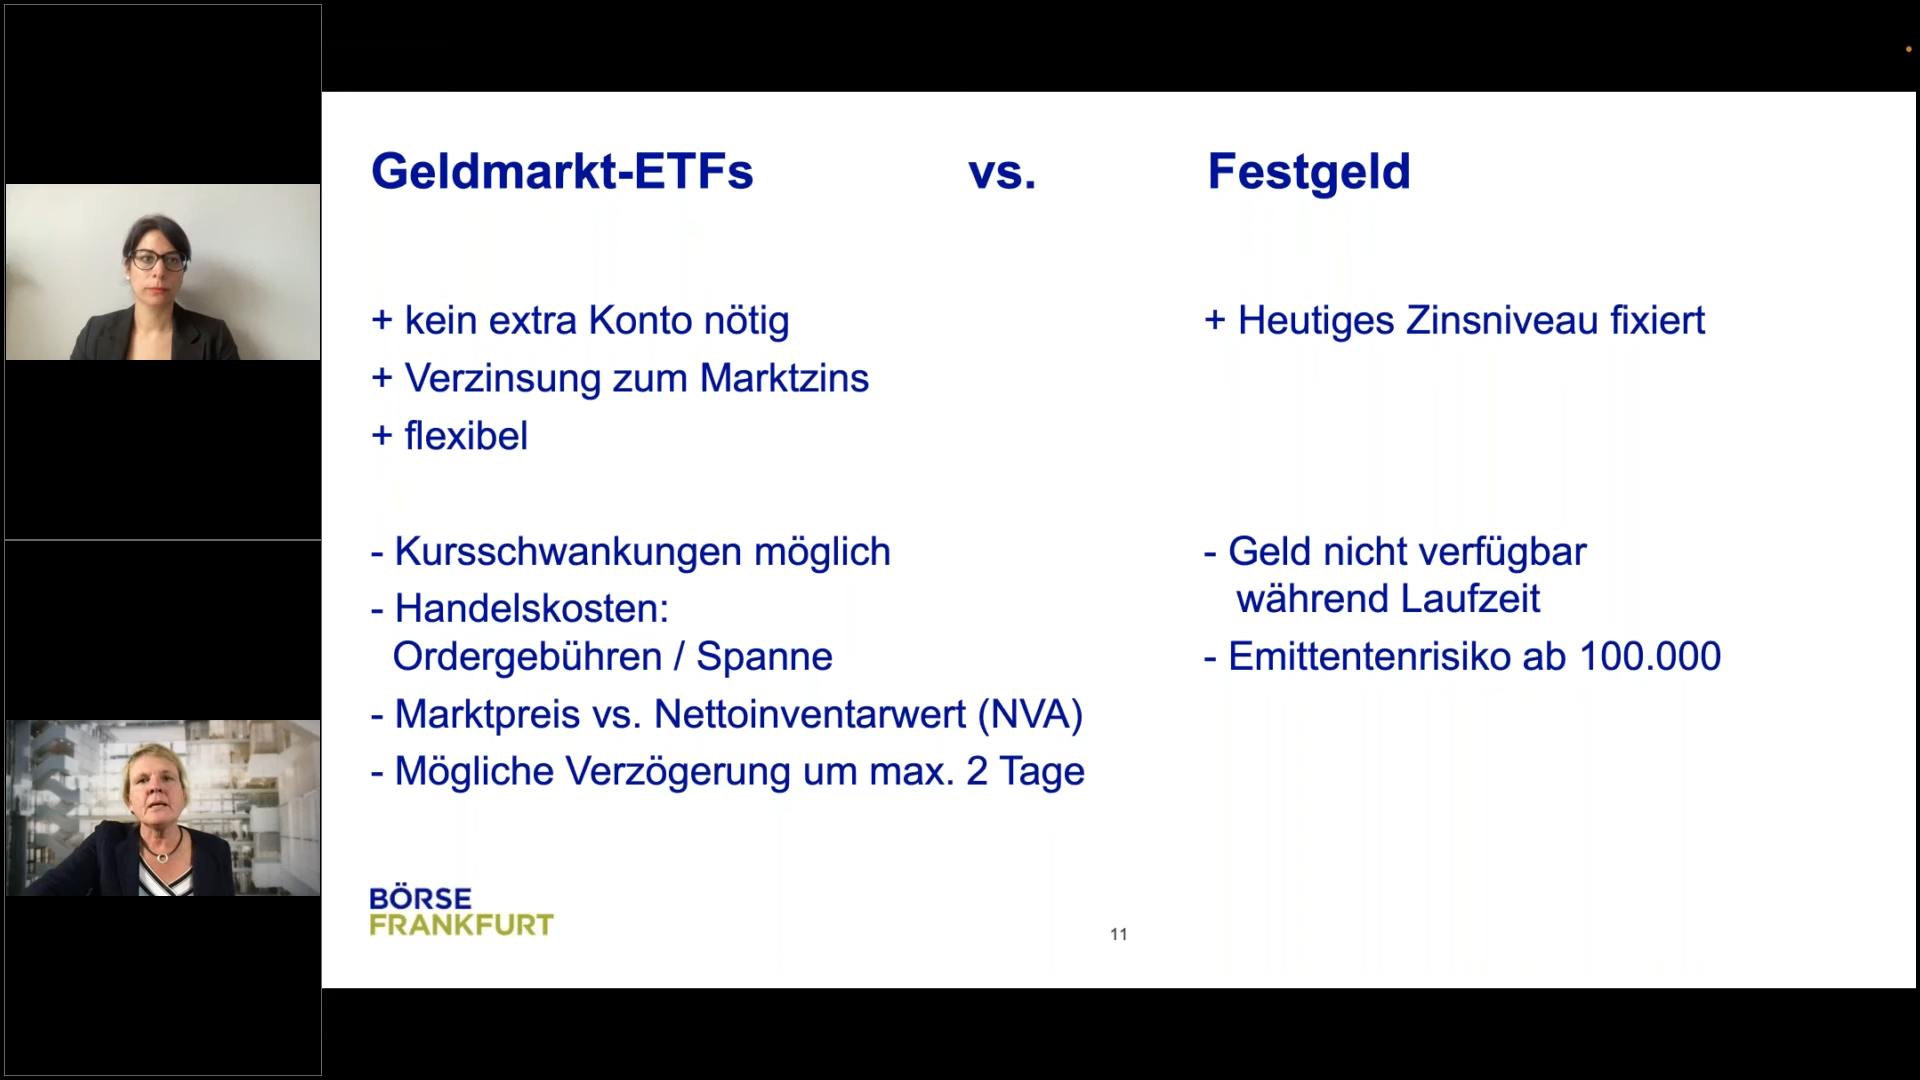 Geldmarkt-ETFs vs. Festgeld
+ kein extra Konto nötig
+ Verzinsung zum Marktzins
+ flexibel
- Kursschwankungen möglich
- Handelskosten:
Ordergebühren / Spanne
- Marktpreis vs. Nettoinventarwert (NVA)
- Mögliche Verzögerung um max. 2 Tage
+ Heutiges Zinsniveau fixiert
- Geld nicht verfügbar
während Laufzeit
- Emittentenrisiko ab 100.000
BÖRSE
FRANKFURT
11